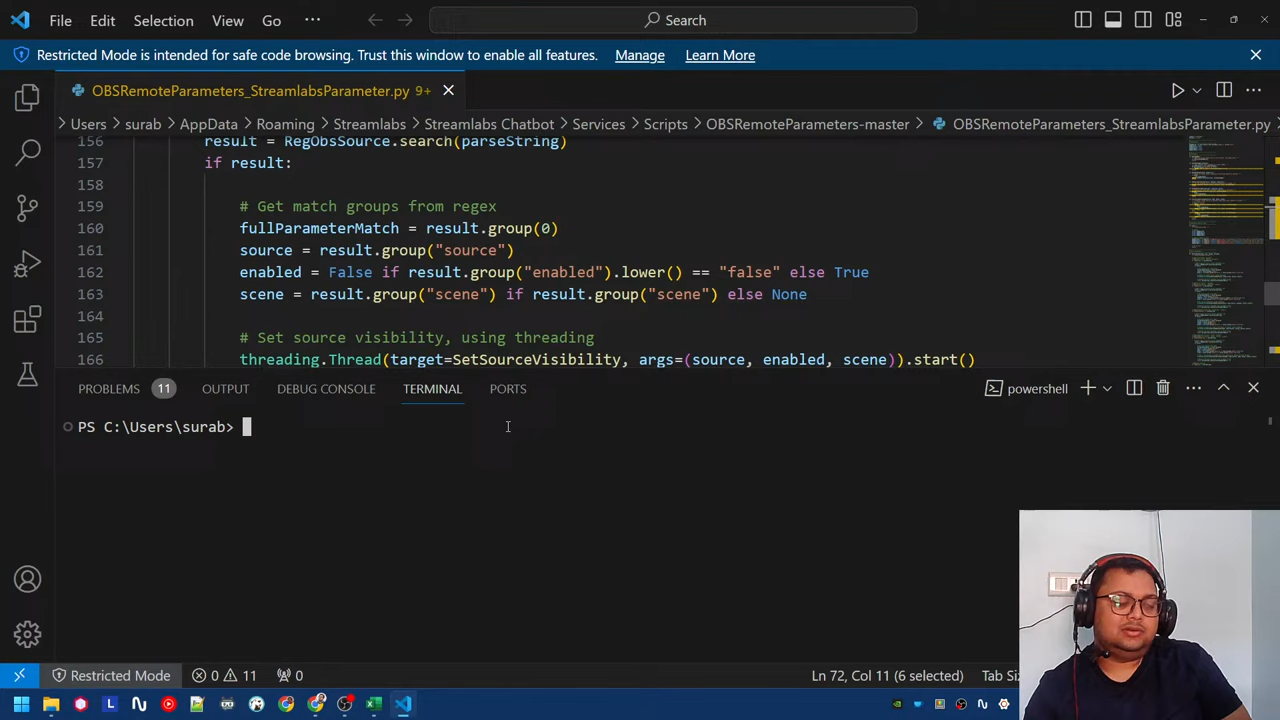 File Edit Selection View Go ··· Search
Restricted Mode is intended for safe code browsing. Trust this window to enable all features. Manage Learn More
OBSRemoteParameters_StreamlabsParameter.py 9+
Users > surab > AppData > Roaming > Streamlabs > Streamlabs Chatbot > Services > Scripts > OBSRemoteParameters-master > OBSRemoteParameters_StreamlabsParameter.py >
156 result = RegObsSource.search(parseString)
157 if result:
158
159 # Get match groups from regex
160 fullParameterMatch = result.group(0)
161 source = result.group("source")
162 enabled = False if result.group("enabled").lower() == "false" else True
163 scene = result.group("scene") if result.group("scene") else None
164
165 # Set source visibility, use threading
threading.Thread(target=SetSourceVisibility, args=(source, enabled, scene)).start()
PROBLEMS 11 OUTPUT DEBUG CONSOLE TERMINAL PORTS powershell
PS C:\Users\surab>
Restricted Mode 0 11 0 Ln 72, Col 11 (6 selected) Tab